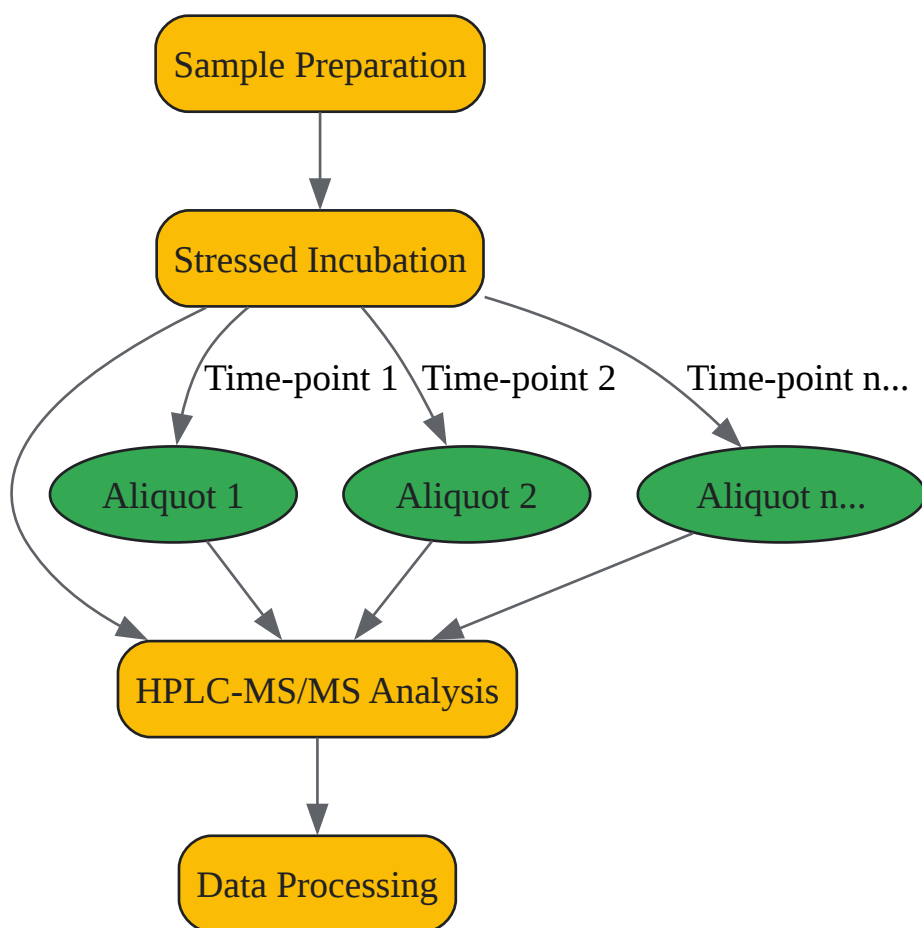 Sample Preparation
Stressed Incubation
Time-point 1
Time-point 2
Time-point n...
Aliquot 1
Aliquot 2
Aliquot n...
HPLC-MS/MS Analysis
Data Processing